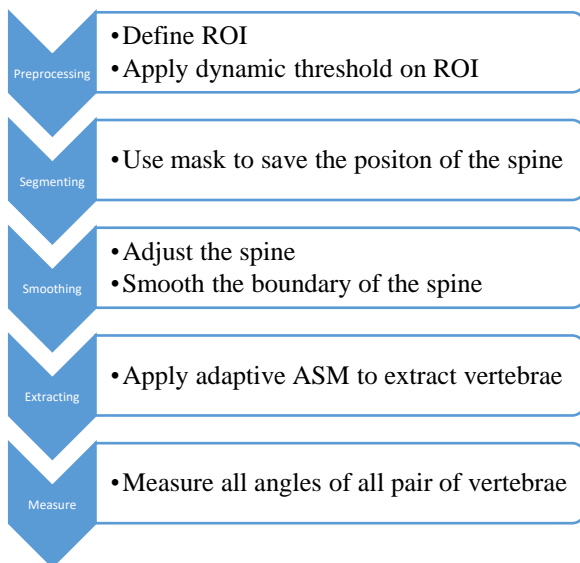 Preprocessing
•Define ROI
•Apply dynamic threshold on ROI
Segmenting
•Use mask to save the positon of the spine
Smoothing
•Adjust the spine
•Smooth the boundary of the spine
Extracting
•Apply adaptive ASM to extract vertebrae
Measure
•Measure all angles of all pair of vertebrae